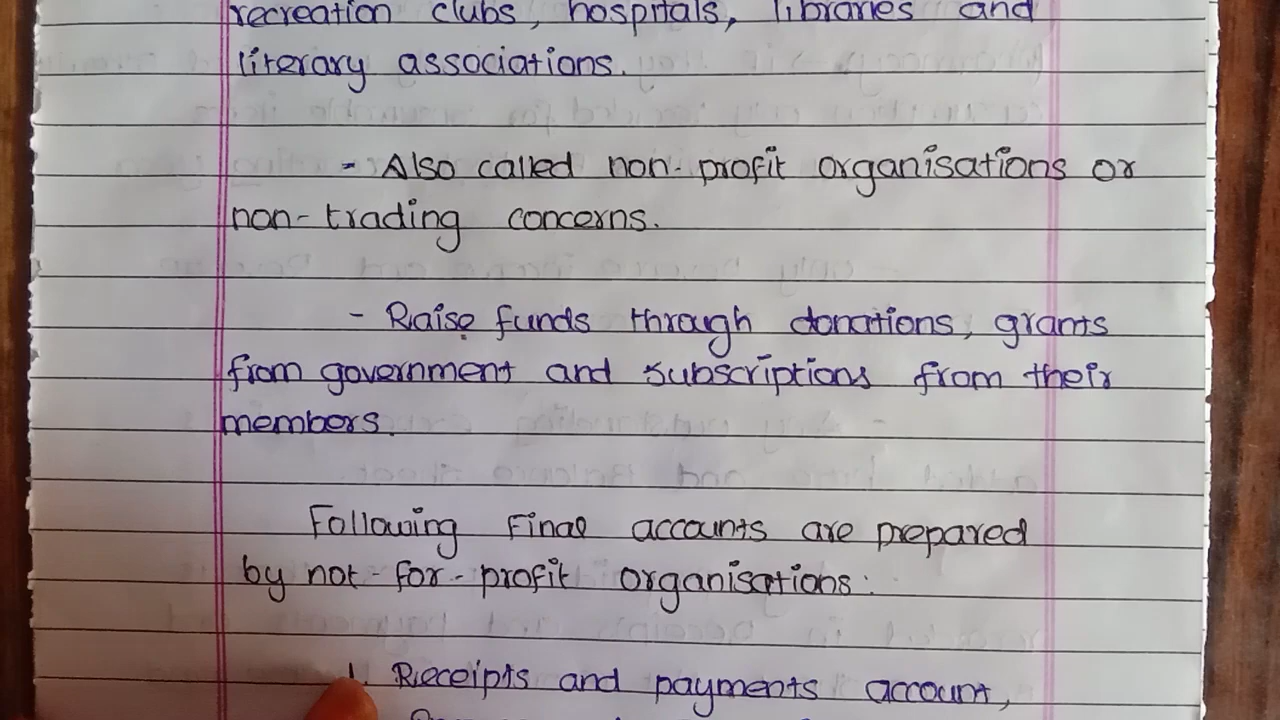 recreation clubs, hospitals, libraries and
literary associations.
- Also called non-profit organisations or
non-trading concerns.
- Raise funds through donations, grants
from government and subscriptions from their
members.
Following Final accounts are prepared
by not-for-profit organisations:
1. Receipts and payments account,